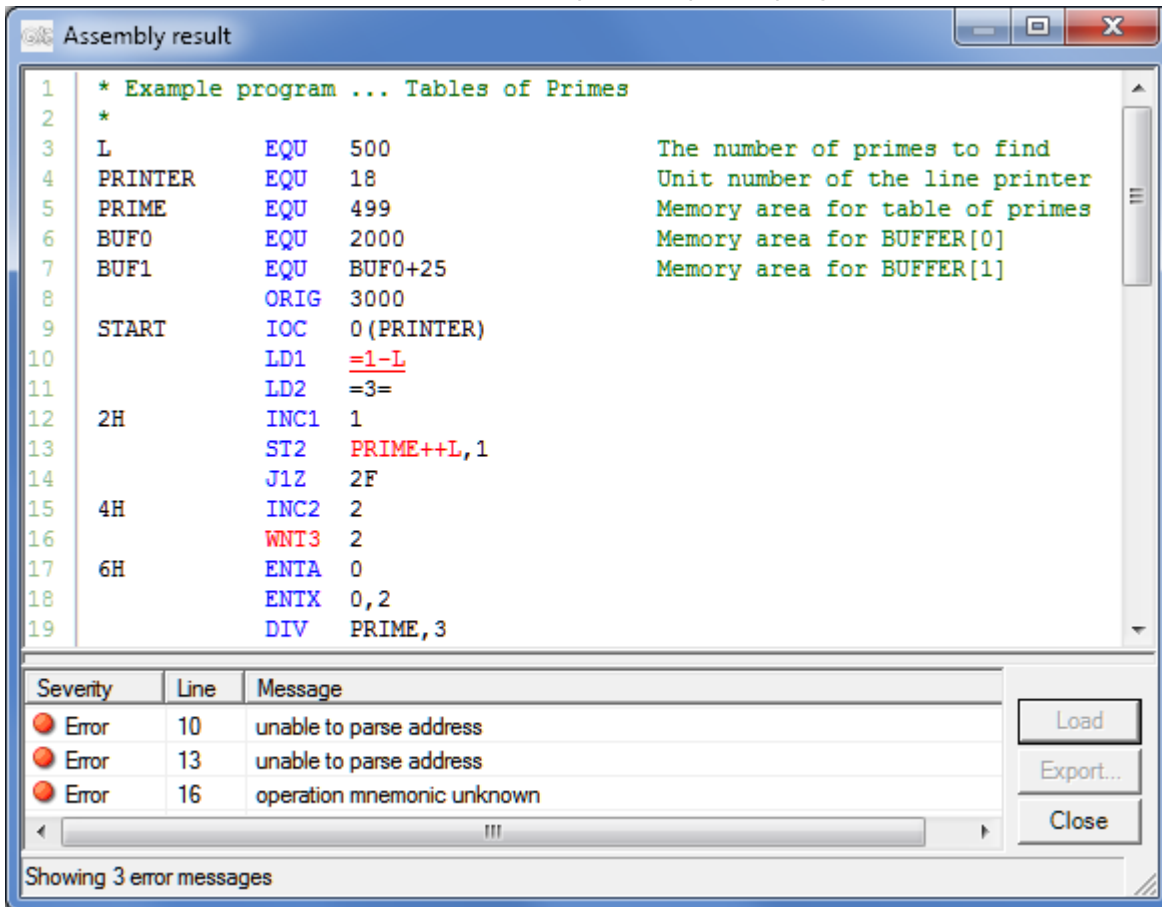 Assembly result
1 * Example program ... Tables of Primes
2 *
3 L EQU 500 The number of primes to find
4 PRINTER EQU 18 Unit number of the line printer
5 PRIME EQU 499 Memory area for table of primes
6 BUF0 EQU 2000 Memory area for BUFFER[0]
7 BUF1 EQU BUF0+25 Memory area for BUFFER[1]
8 ORIG 3000
9 START IOC 0(PRINTER)
10 LD1 =1-L
11 LD2 =3=
12 2H INC1 1
13 ST2 PRIME++L,1
14 J1Z 2F
15 4H INC2 2
16 WNT3 2
17 6H ENTA 0
18 ENTX 0,2
19 DIV PRIME,3
Severity Line Message
Error 10 unable to parse address
Error 13 unable to parse address
Error 16 operation mnemonic unknown
Load
Export...
Close
Showing 3 error messages